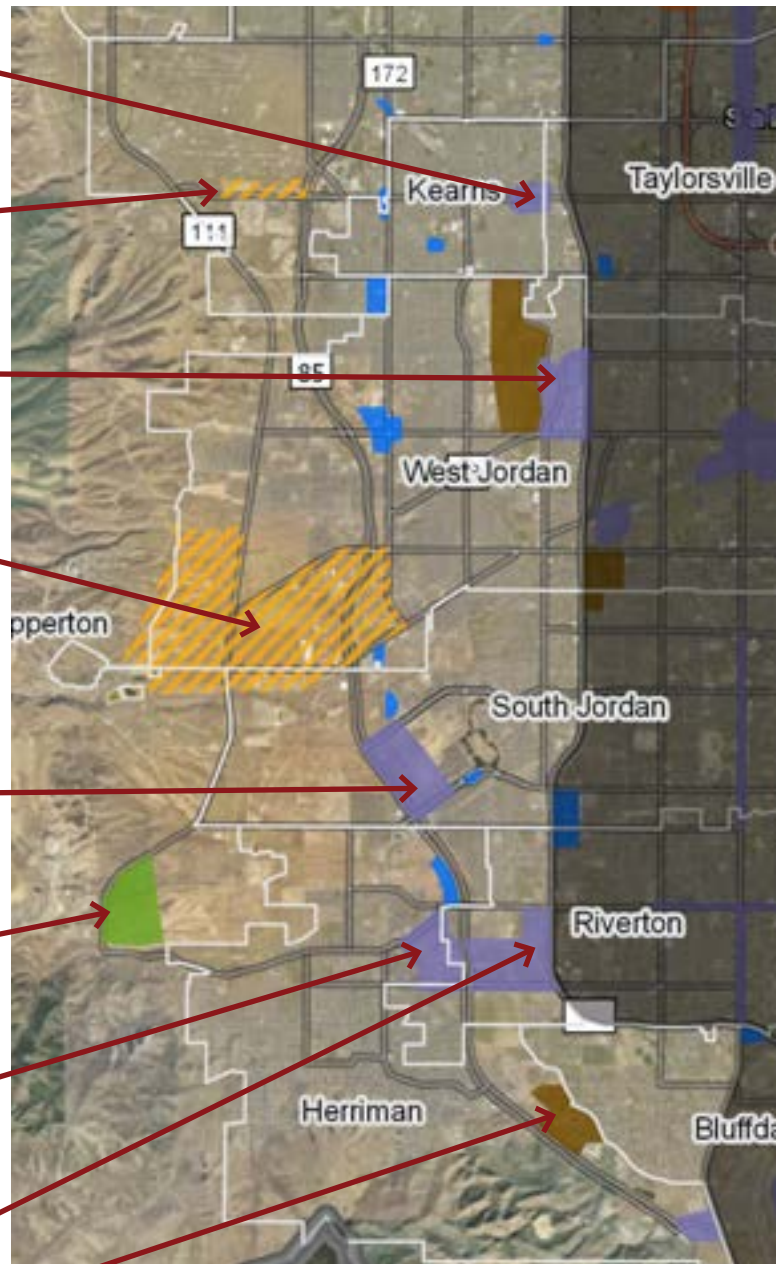 172
Kearns
Taylorsville
111
85
West Jordan
pperton
South Jordan
Riverton
Herriman
Bluffda